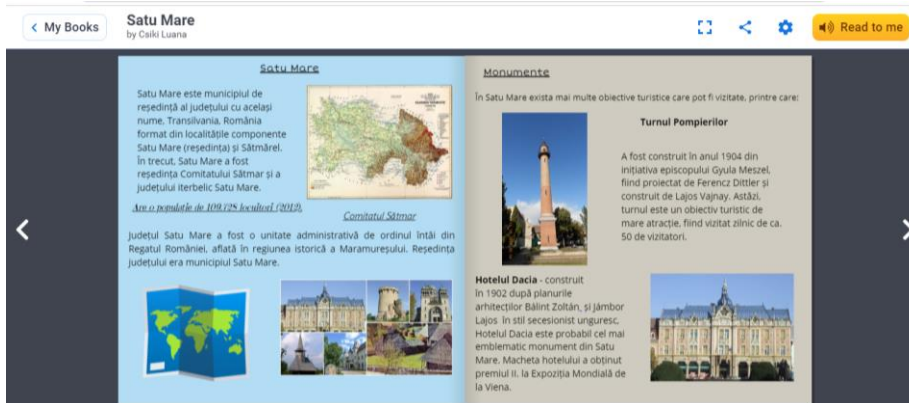 My Books
Satu Mare
by Csiki Luana
Read to me
Satu Mare
Satu Mare este municipiul de
reședință al județului cu același
nume, Transilvania, România
format din localitățile componente
Satu Mare (reședința) și Sătmărel.
În trecut, Satu Mare a fost
reședința Comitatului Sătmar și a
județului iterbelic Satu Mare.
Are o populație de 109.728 locuitori (2012).
Comitatul Sătmar
Județul Satu Mare a fost o unitate administrativă de ordinul întâi din
Regatul României, aflată în regiunea istorică a Maramureșului. Reședința
județului era municipiul Satu Mare.
Monumente
În Satu Mare exista mai multe obiective turistice care pot fi vizitate, printre care:
Turnul Pompierilor
A fost construit în anul 1904 din
inițiativa episcopului Gyula Meszel,
fiind proiectat de Ferencz Dittler și
construit de Lajos Vajnay. Astăzi,
turnul este un obiectiv turistic de
mare atracție, fiind vizitat zilnic de ca.
50 de vizitatori.
Hotelul Dacia - construit
în 1902 după planurile
arhitecților Bálint Zoltán, și Jámbor
Lajos în stil secesionist unguresc,
Hotelul Dacia este probabil cel mai
emblematic monument din Satu
Mare. Macheta hotelului a obținut
premiul II. la Expoziția Mondială de
la Viena.